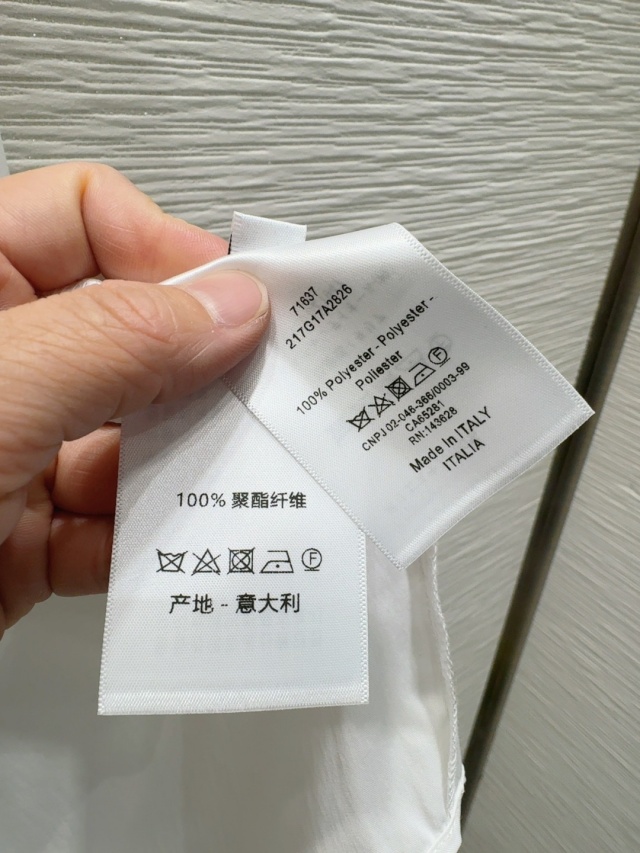 71637
217G17A2826
100% Polyester - Polyester -
Poliester
F
CNPJ 02-046-366/0003-99
CA65281
RN:143628
Made in ITALY
ITALIA
100% 聚酯纤维
F
产地 - 意大利